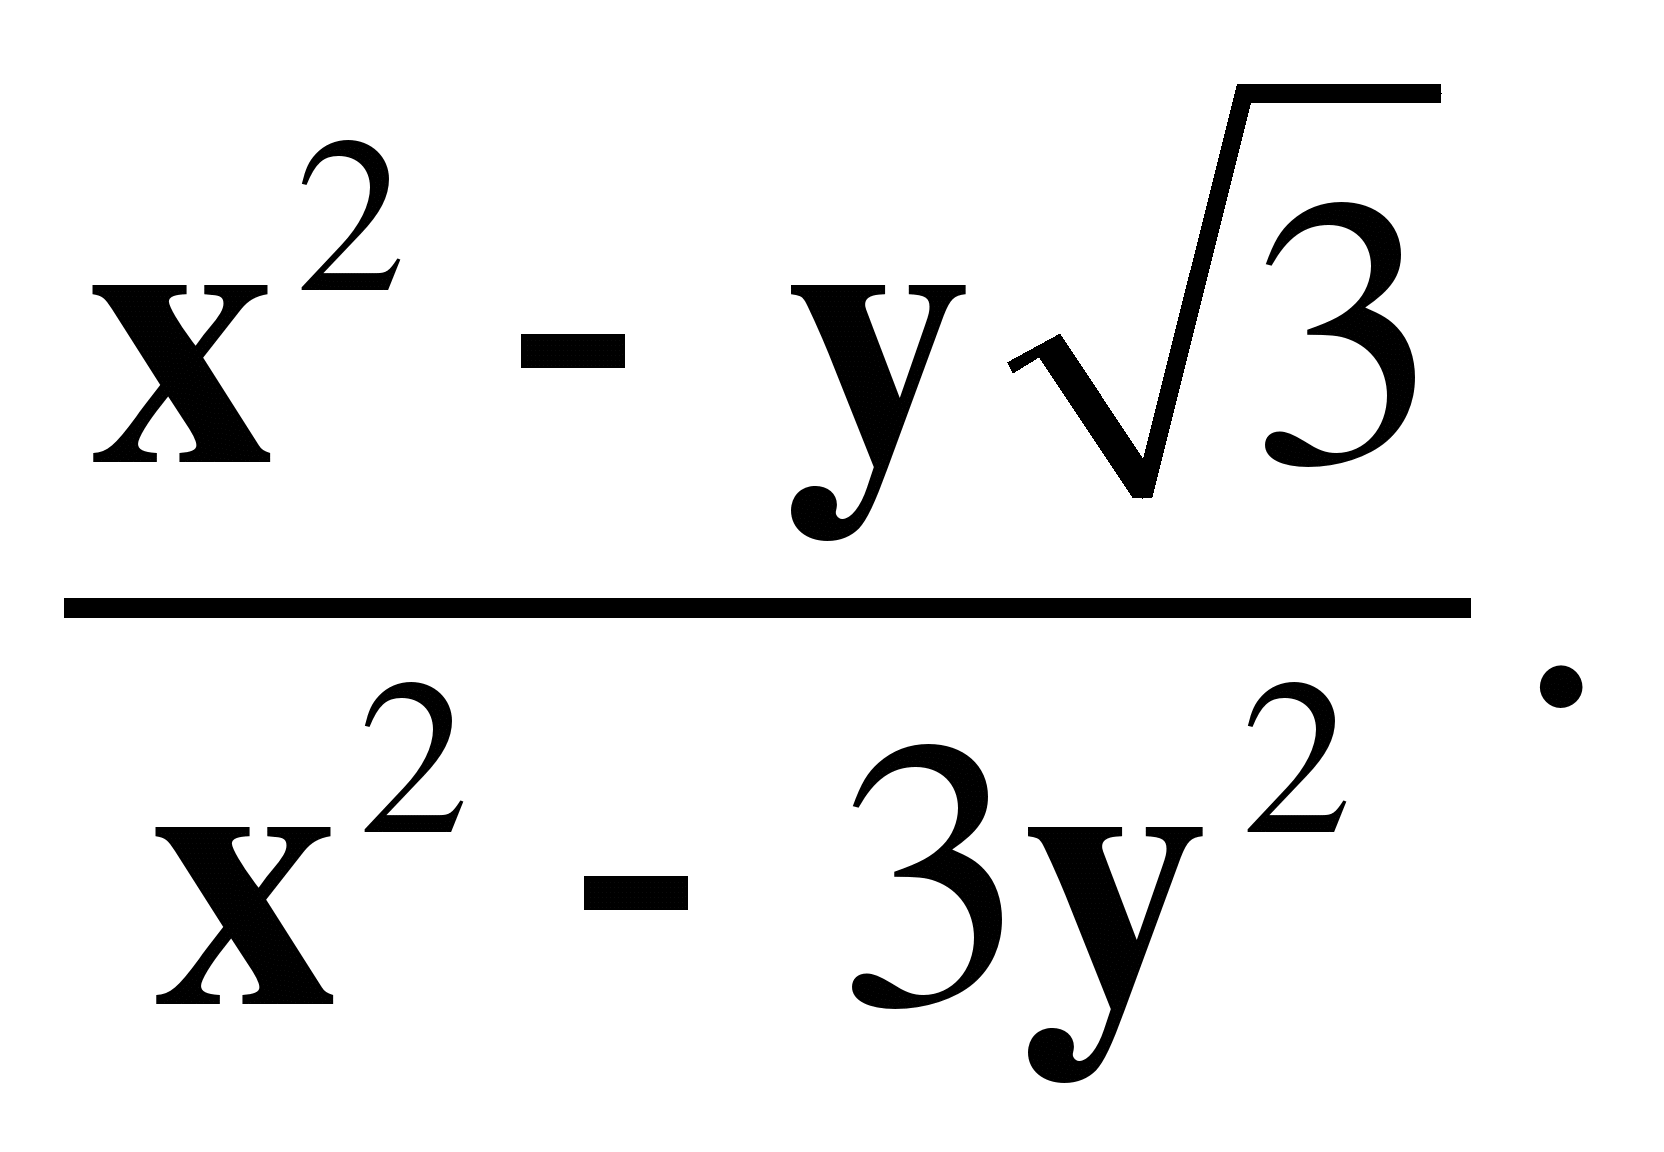 x² - y√3
x² - 3y² .